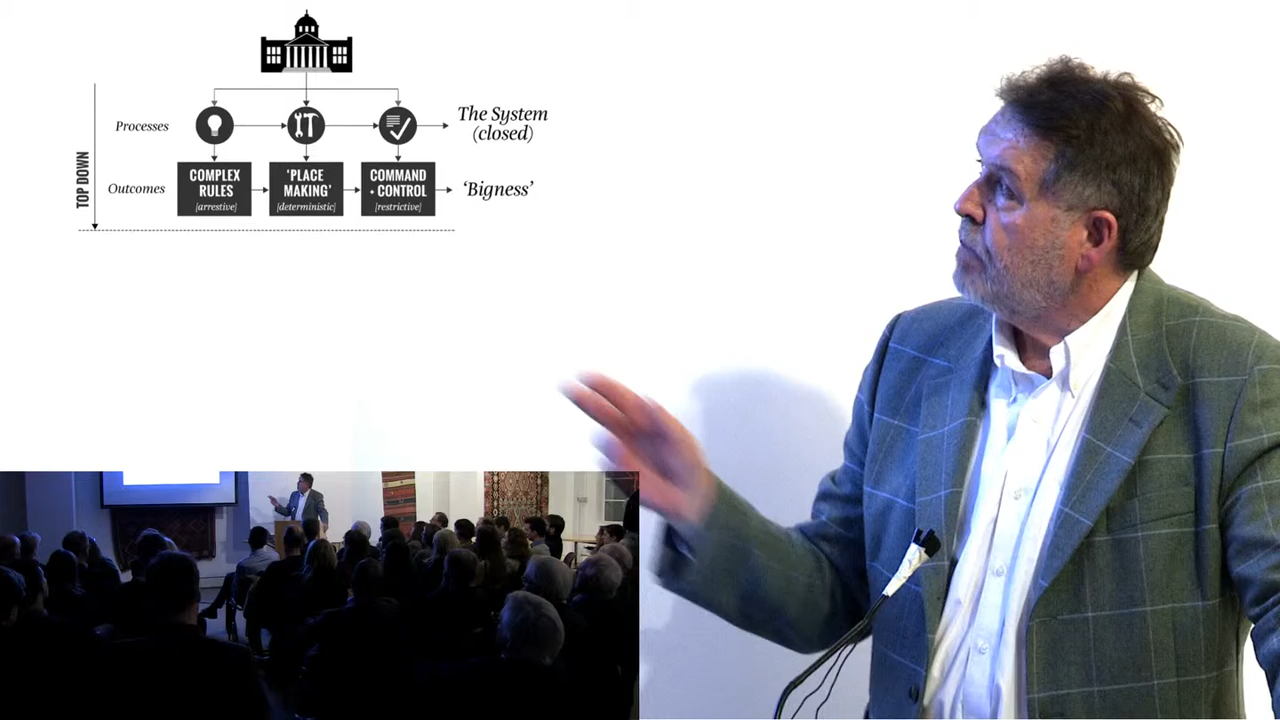 Processes
The System
(closed)
TOP DOWN
Outcomes
COMPLEX
RULES
[arrestive]
'PLACE
MAKING'
[deterministic]
COMMAND
+ CONTROL
[restrictive]
'Bigness'